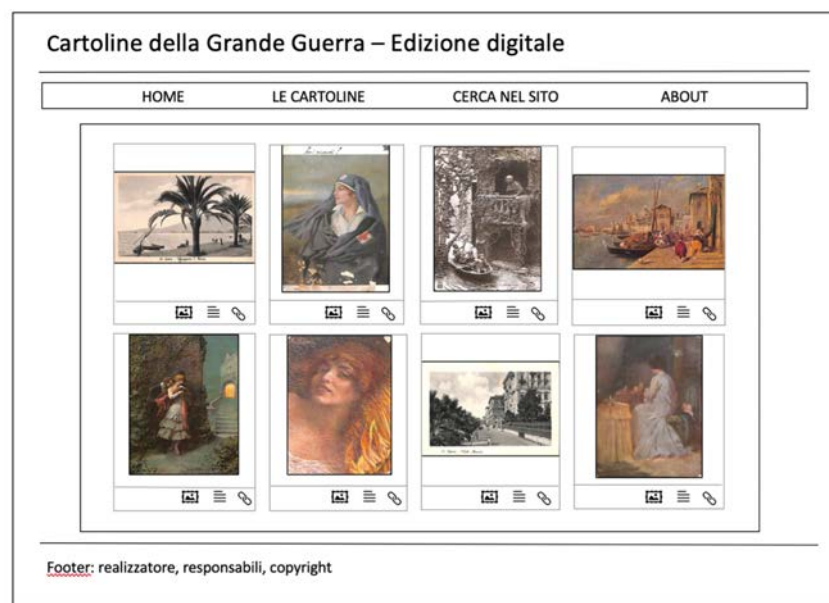 Cartoline della Grande Guerra – Edizione digitale
HOME LE CARTOLINE CERCA NEL SITO ABOUT
Footer: realizzatore, responsabili, copyright